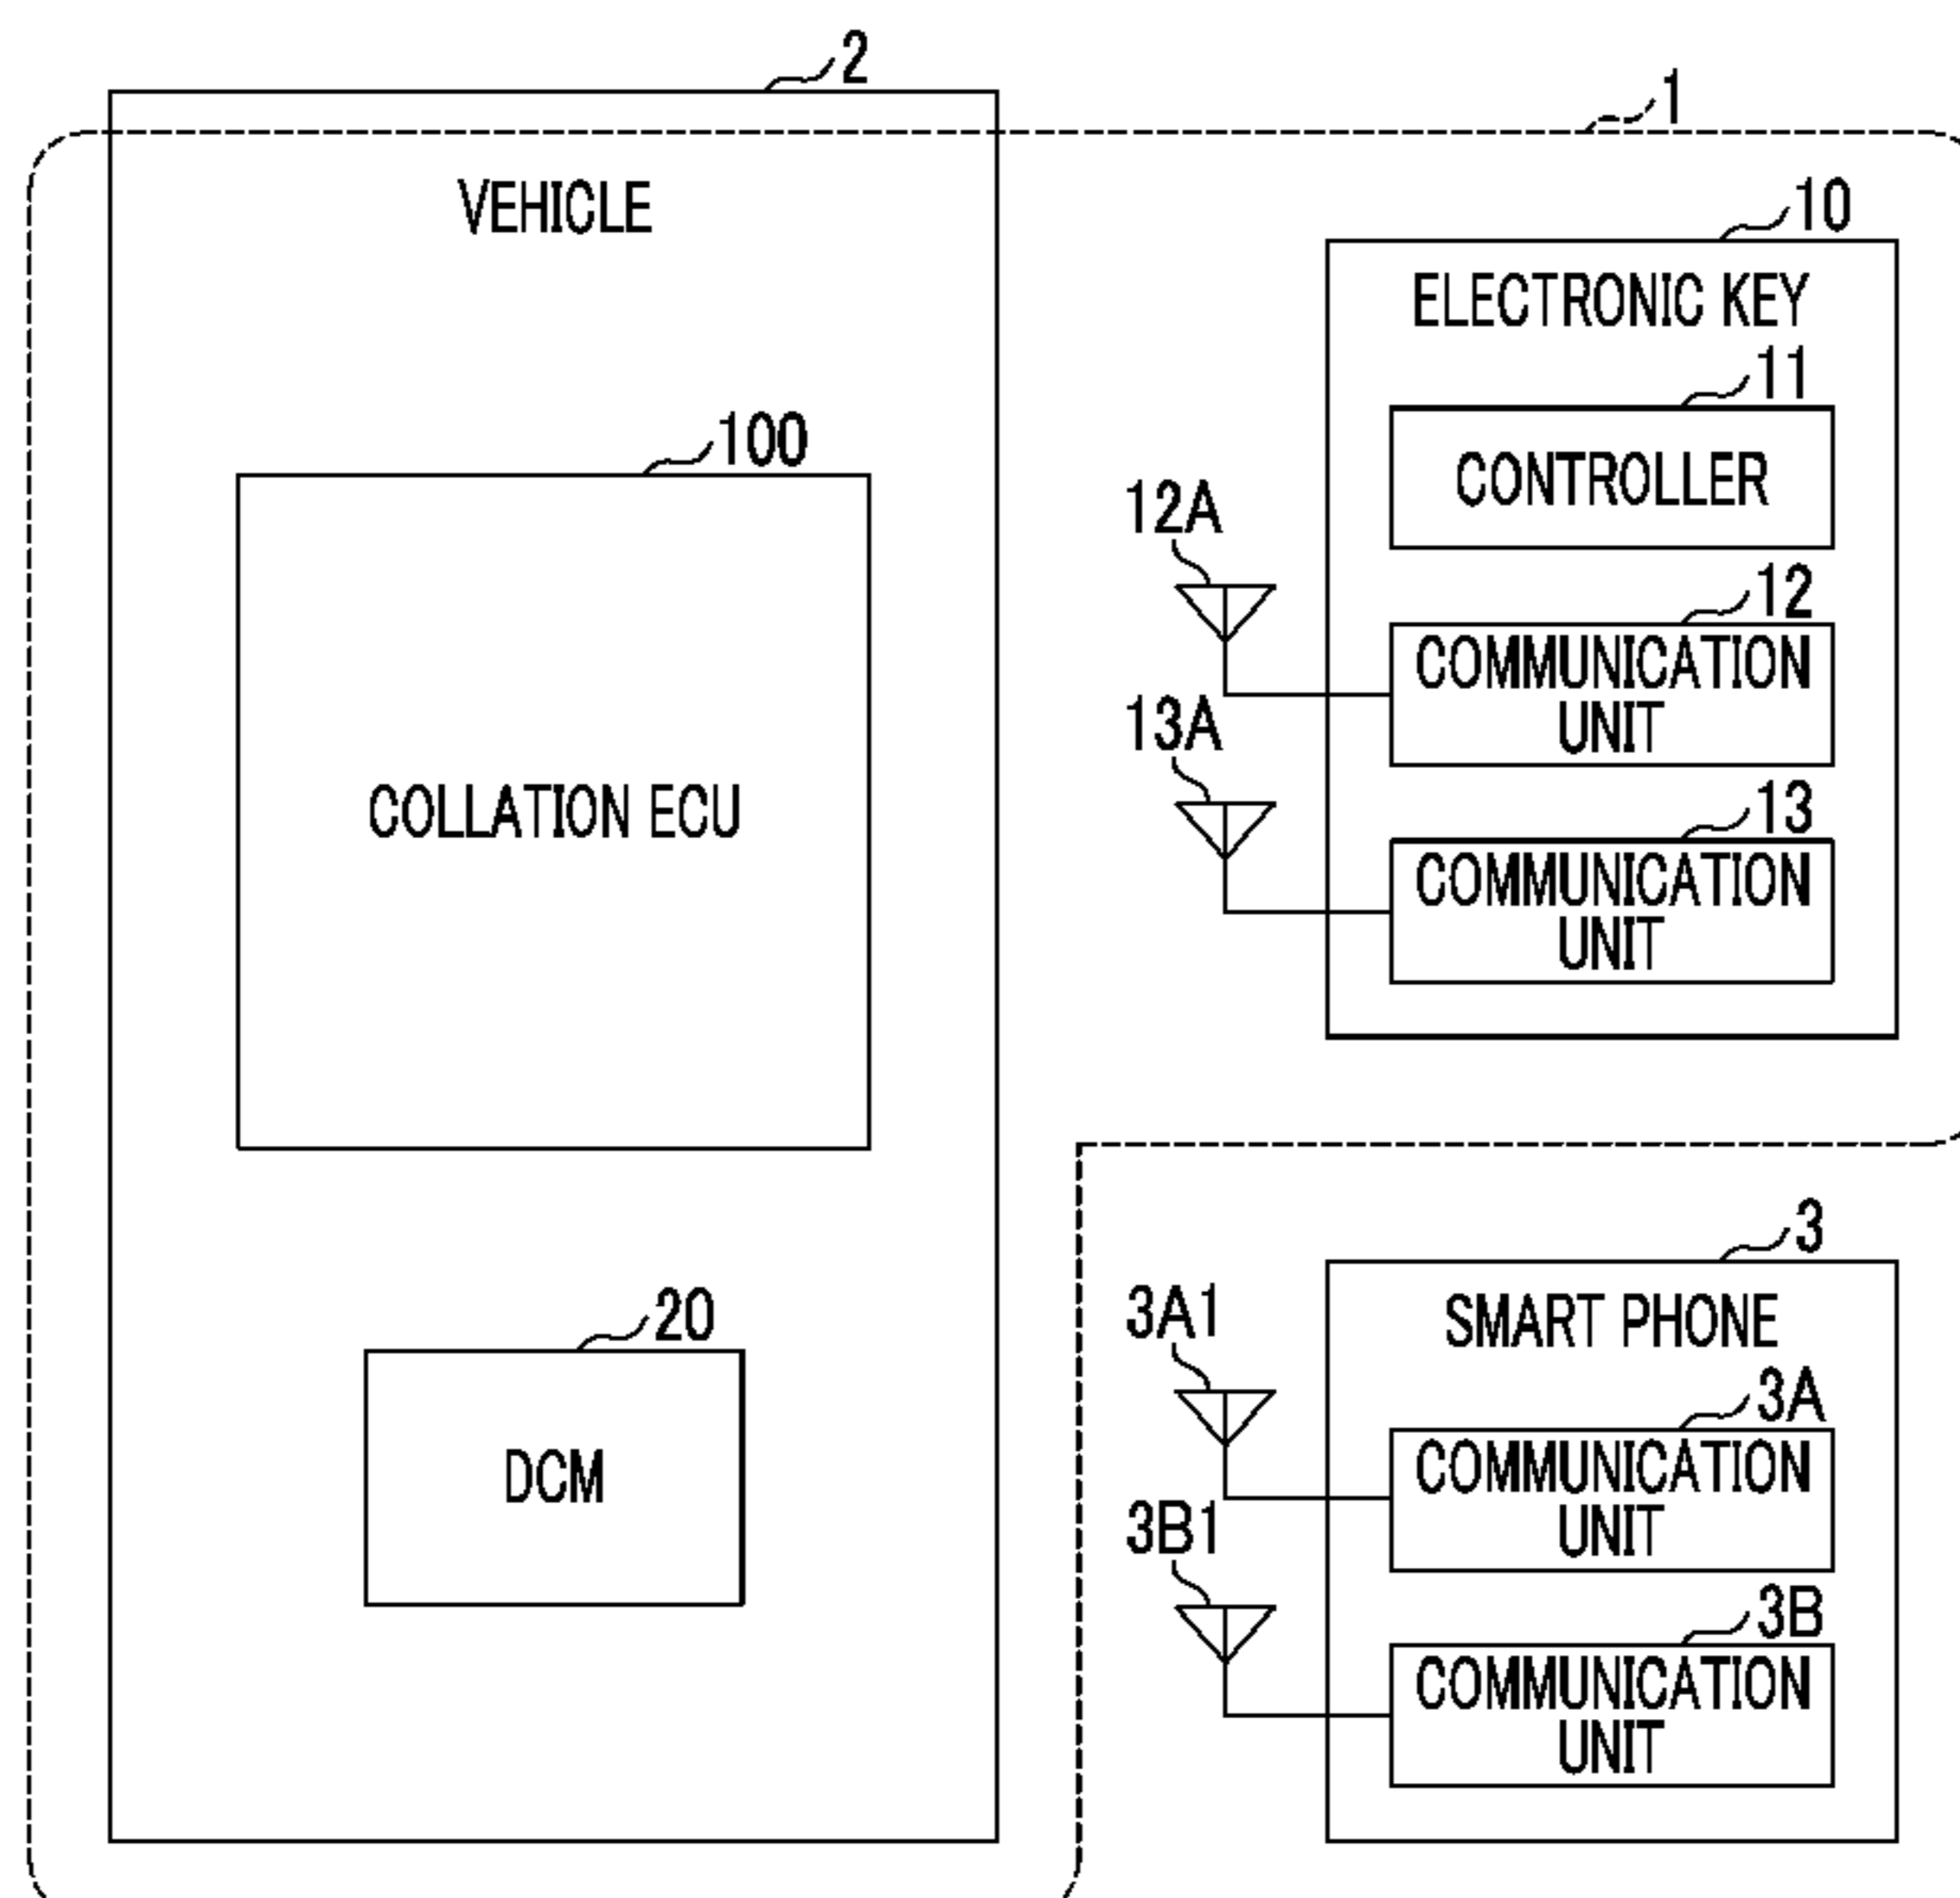 2
1
VEHICLE
100
COLLATION ECU
20
DCM
10
ELECTRONIC KEY
11
CONTROLLER
12A
12
COMMUNICATION
UNIT
13A
13
COMMUNICATION
UNIT
3
SMART PHONE
3A1
3A
COMMUNICATION
UNIT
3B1
3B
COMMUNICATION
UNIT